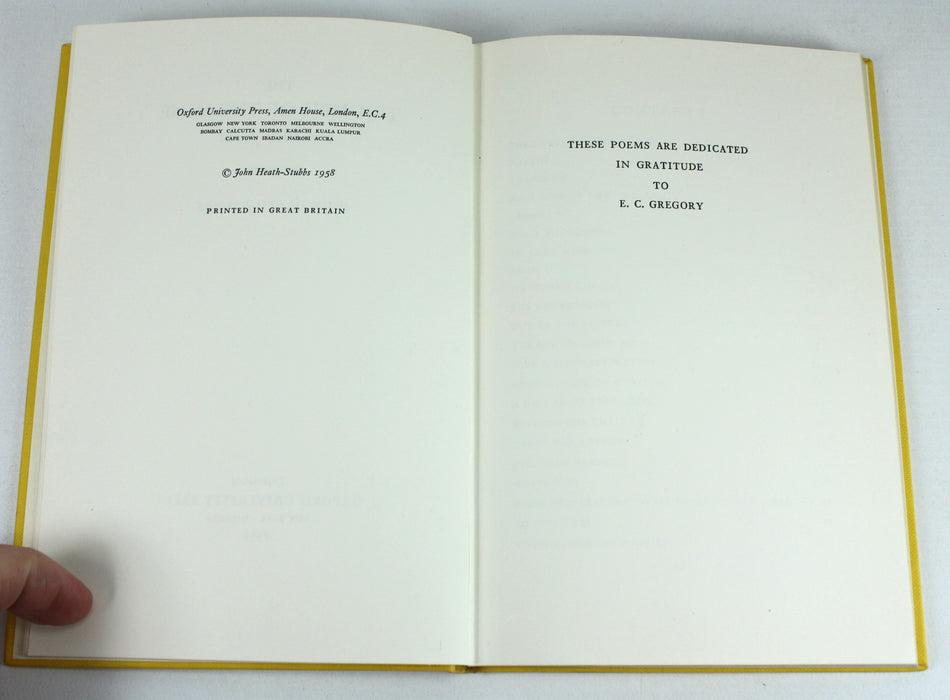 Oxford University Press, Amen House, London, E.C.4
GLASGOW NEW YORK TORONTO MELBOURNE WELLINGTON
BOMBAY CALCUTTA MADRAS KARACHI KUALA LUMPUR
CAPE TOWN IBADAN NAIROBI ACCRA
© John Heath-Stubbs 1958
PRINTED IN GREAT BRITAIN
THESE POEMS ARE DEDICATED
IN GRATITUDE
TO
E. C. GREGORY